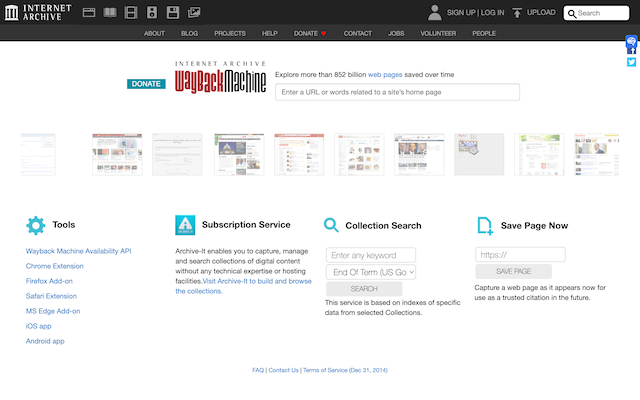 INTERNET
ARCHIVE
SIGN UP | LOG IN
UPLOAD
Search
ABOUT
BLOG
PROJECTS
HELP
DONATE
CONTACT
JOBS
VOLUNTEER
PEOPLE
INTERNET ARCHIVE
WayBackMachine
DONATE
Explore more than 852 billion web pages saved over time
Enter a URL or words related to a site's home page
Tools
Wayback Machine Availability API
Chrome Extension
Firefox Add-on
Safari Extension
MS Edge Add-on
iOS app
Android app
Subscription Service
Archive-It enables you to capture, manage
and search collections of digital content
without any technical expertise or hosting
facilities.Visit Archive-It to build and browse
the collections.
Collection Search
Enter any keyword
End Of Term (US Go
SEARCH
This service is based on indexes of specific
data from selected Collections.
Save Page Now
https://
SAVE PAGE
Capture a web page as it appears now for
use as a trusted citation in the future.
FAQ | Contact Us | Terms of Service (Dec 31, 2014)